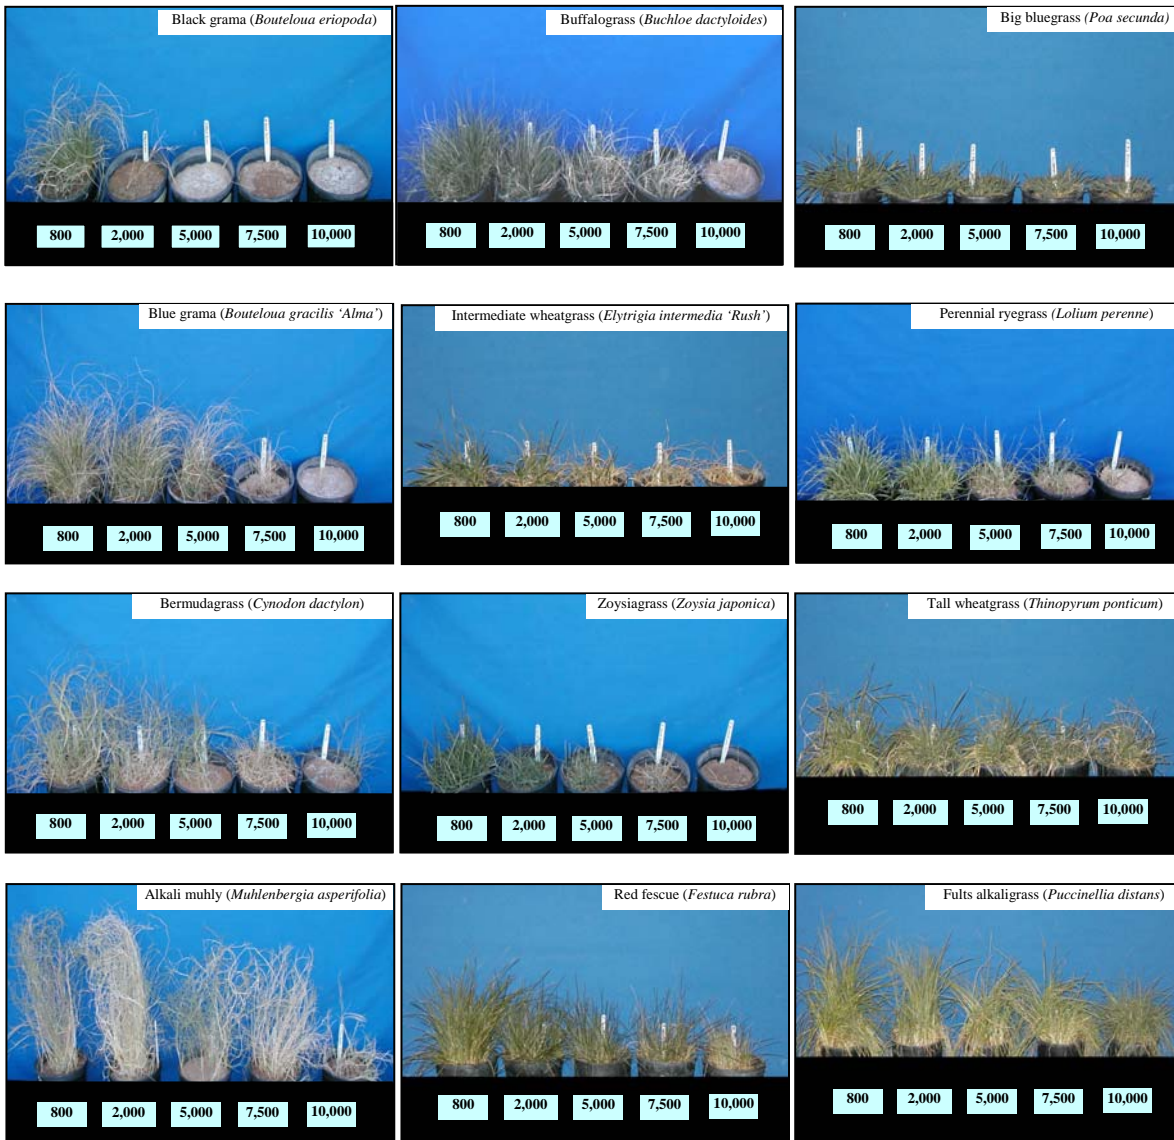 Black grama (Bouteloua eriopoda)
800 2,000 5,000 7,500 10,000
Buffalograss (Buchloe dactyloides)
800 2,000 5,000 7,500 10,000
Big bluegrass (Poa secunda)
800 2,000 5,000 7,500 10,000
Blue grama (Bouteloua gracilis ‘Alma’)
800 2,000 5,000 7,500 10,000
Intermediate wheatgrass (Elytrigia intermedia ‘Rush’)
800 2,000 5,000 7,500 10,000
Perennial ryegrass (Lolium perenne)
800 2,000 5,000 7,500 10,000
Bermudagrass (Cynodon dactylon)
800 2,000 5,000 7,500 10,000
Zoysiagrass (Zoysia japonica)
800 2,000 5,000 7,500 10,000
Tall wheatgrass (Thinopyrum ponticum)
800 2,000 5,000 7,500 10,000
Alkali muhly (Muhlenbergia asperifolia)
800 2,000 5,000 7,500 10,000
Red fescue (Festuca rubra)
800 2,000 5,000 7,500 10,000
Fults alkaligrass (Puccinellia distans)
800 2,000 5,000 7,500 10,000